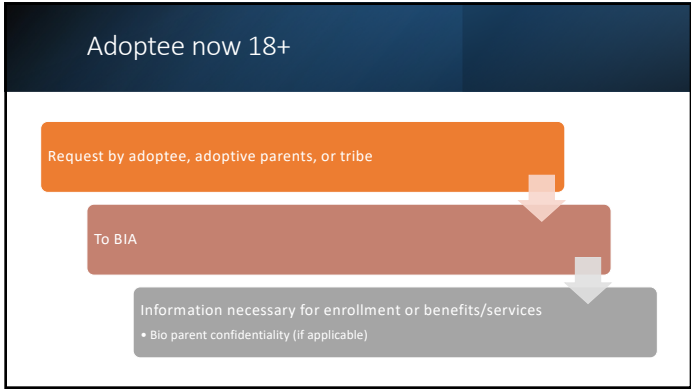 Adoptee now 18+
Request by adoptee, adoptive parents, or tribe
To BIA
Information necessary for enrollment or benefits/services
• Bio parent confidentiality (if applicable)